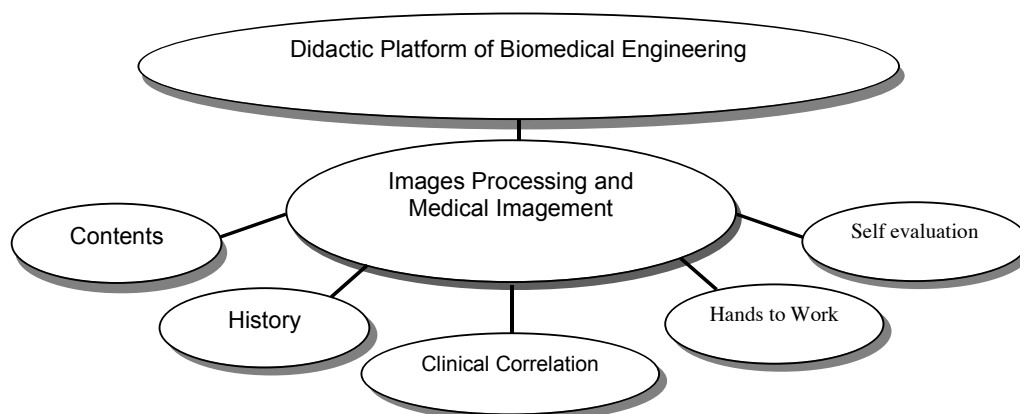 Didactic Platform of Biomedical Engineering
Images Processing and
Medical Imagement
Contents
Self evaluation
History
Hands to Work
Clinical Correlation